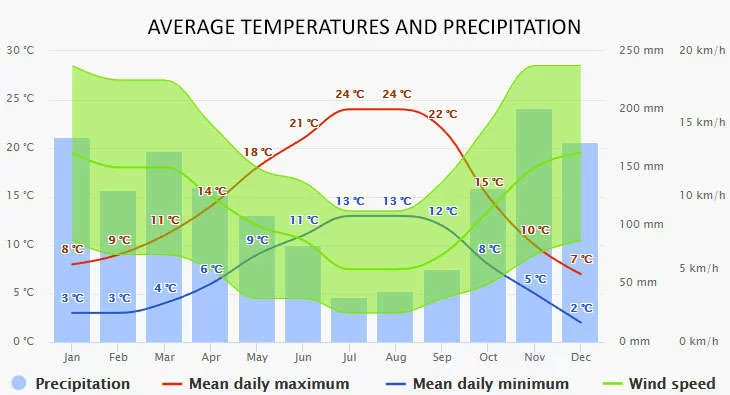 AVERAGE TEMPERATURES AND PRECIPITATION
30 °C 250 mm 20 km/h
25 °C 24 °C 24 °C 200 mm
22 °C
21 °C 15 km/h
20 °C 18 °C 150 mm
15 °C 14 °C 13 °C 13 °C 15 °C
11 °C 11 °C 12 °C 10 km/h
10 °C 8 °C 9 °C 9 °C 8 °C 10 °C 100 mm
6 °C 7 °C
5 °C 3 °C 3 °C 4 °C 5 °C 50 mm 5 km/h
2 °C
0 °C 0 mm 0 km/h
Jan Feb Mar Apr May Jun Jul Aug Sep Oct Nov Dec
Precipitation Mean daily maximum Mean daily minimum Wind speed